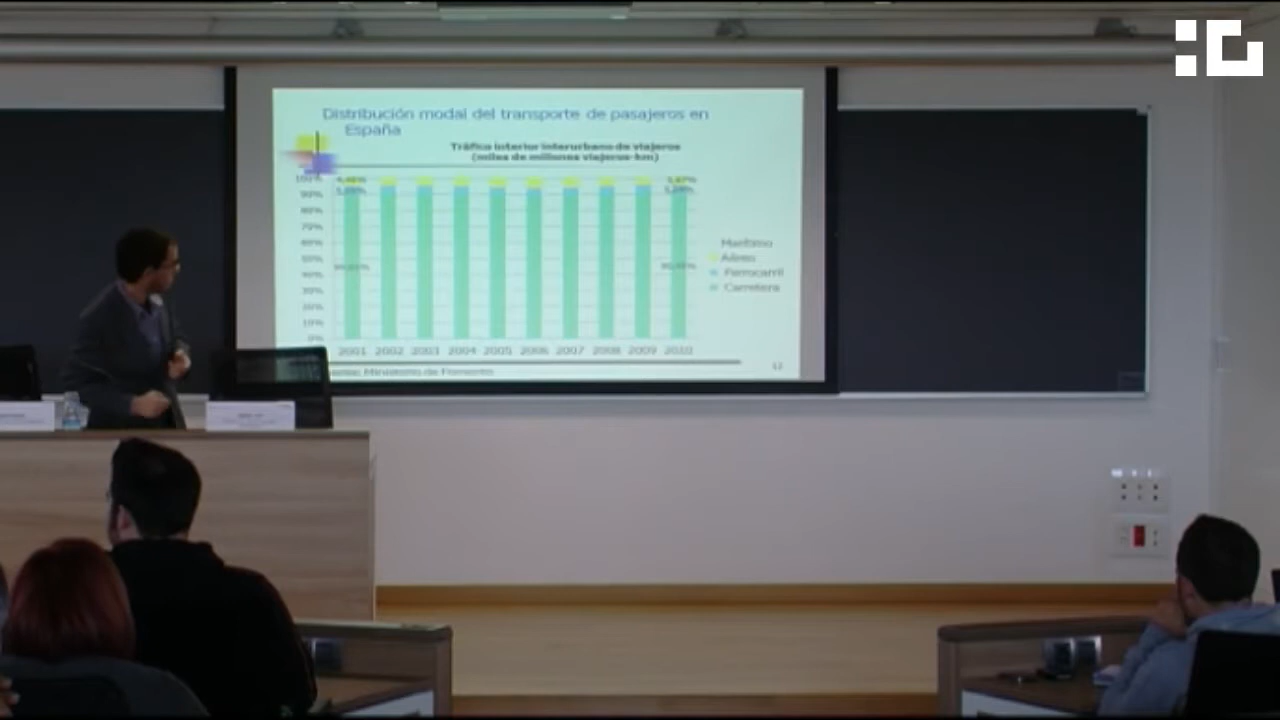 Distribución modal del transporte de pasajeros en
España
Tráfico interior interurbano de viajeros
(miles de millones viajeros-km)
100%
90%
80%
70%
60%
50%
40%
30%
20%
10%
0%
2001 2002 2003 2004 2005 2006 2007 2008 2009 2010
Marítimo
Aéreo
Ferrocarril
Carretera
Ministerio de Fomento
12